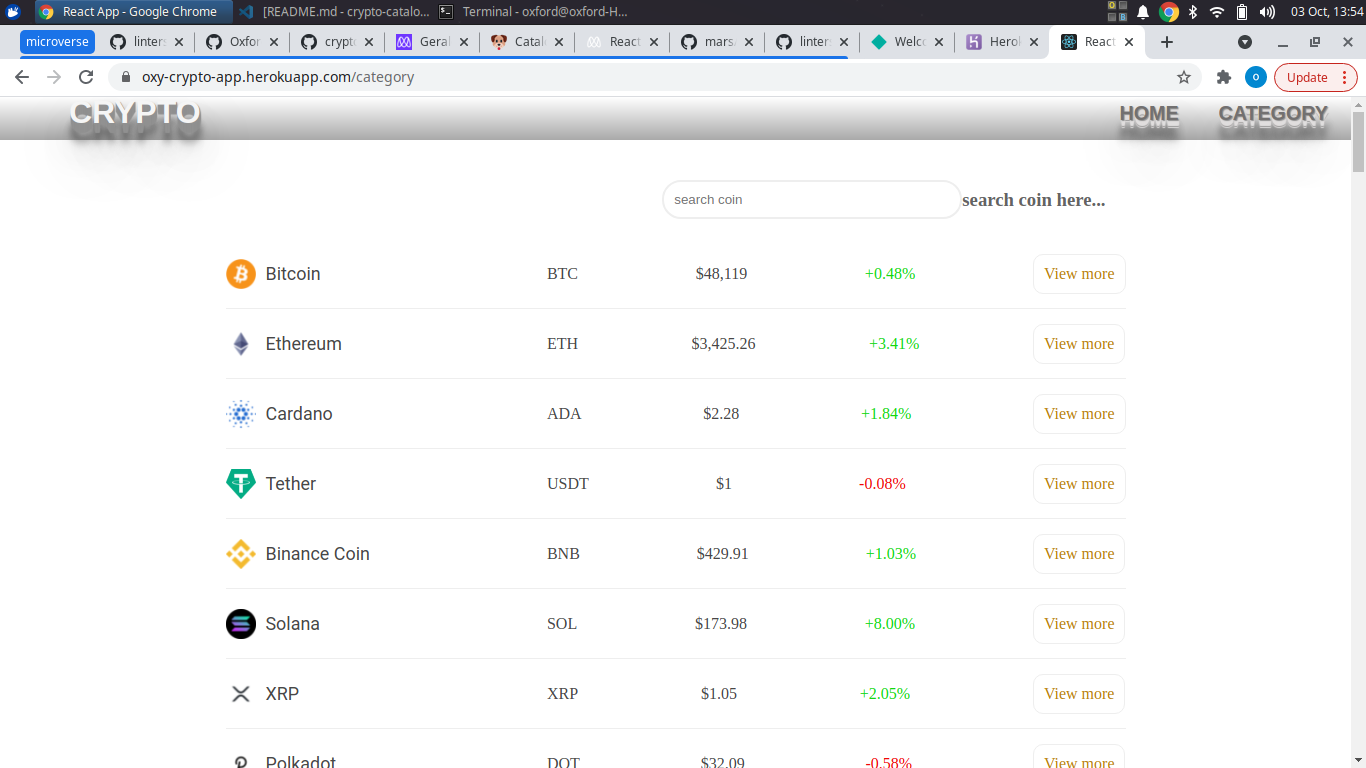 React App - Google Chrome [README.md - crypto-catalo... Terminal - oxford@oxford-H... 03 Oct, 13:54
microverse linters Oxfor crypto Geral Catal React mars linters Welc Herol React
oxy-crypto-app.herokuapp.com/category o Update
CRYPTO HOME CATEGORY
search coin search coin here...
Bitcoin BTC $48,119 +0.48% View more
Ethereum ETH $3,425.26 +3.41% View more
Cardano ADA $2.28 +1.84% View more
Tether USDT $1 -0.08% View more
Binance Coin BNB $429.91 +1.03% View more
Solana SOL $173.98 +8.00% View more
XRP XRP $1.05 +2.05% View more
Polkadot DOT $32.09 -0.58% View more